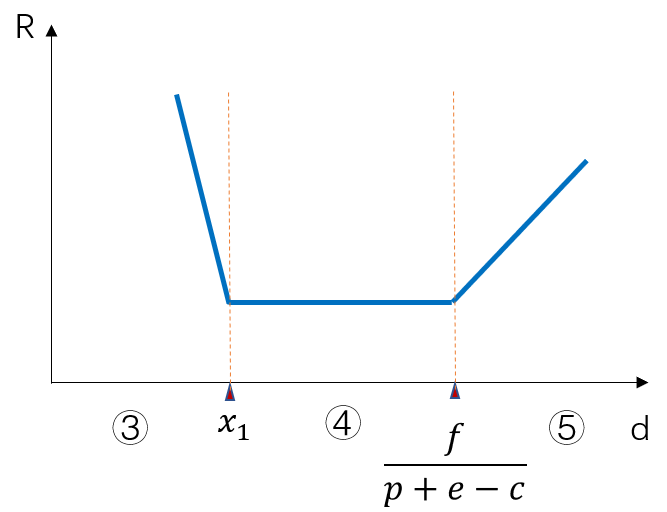 R
③ x₁ ④ ⑤ d
f
p + e − c